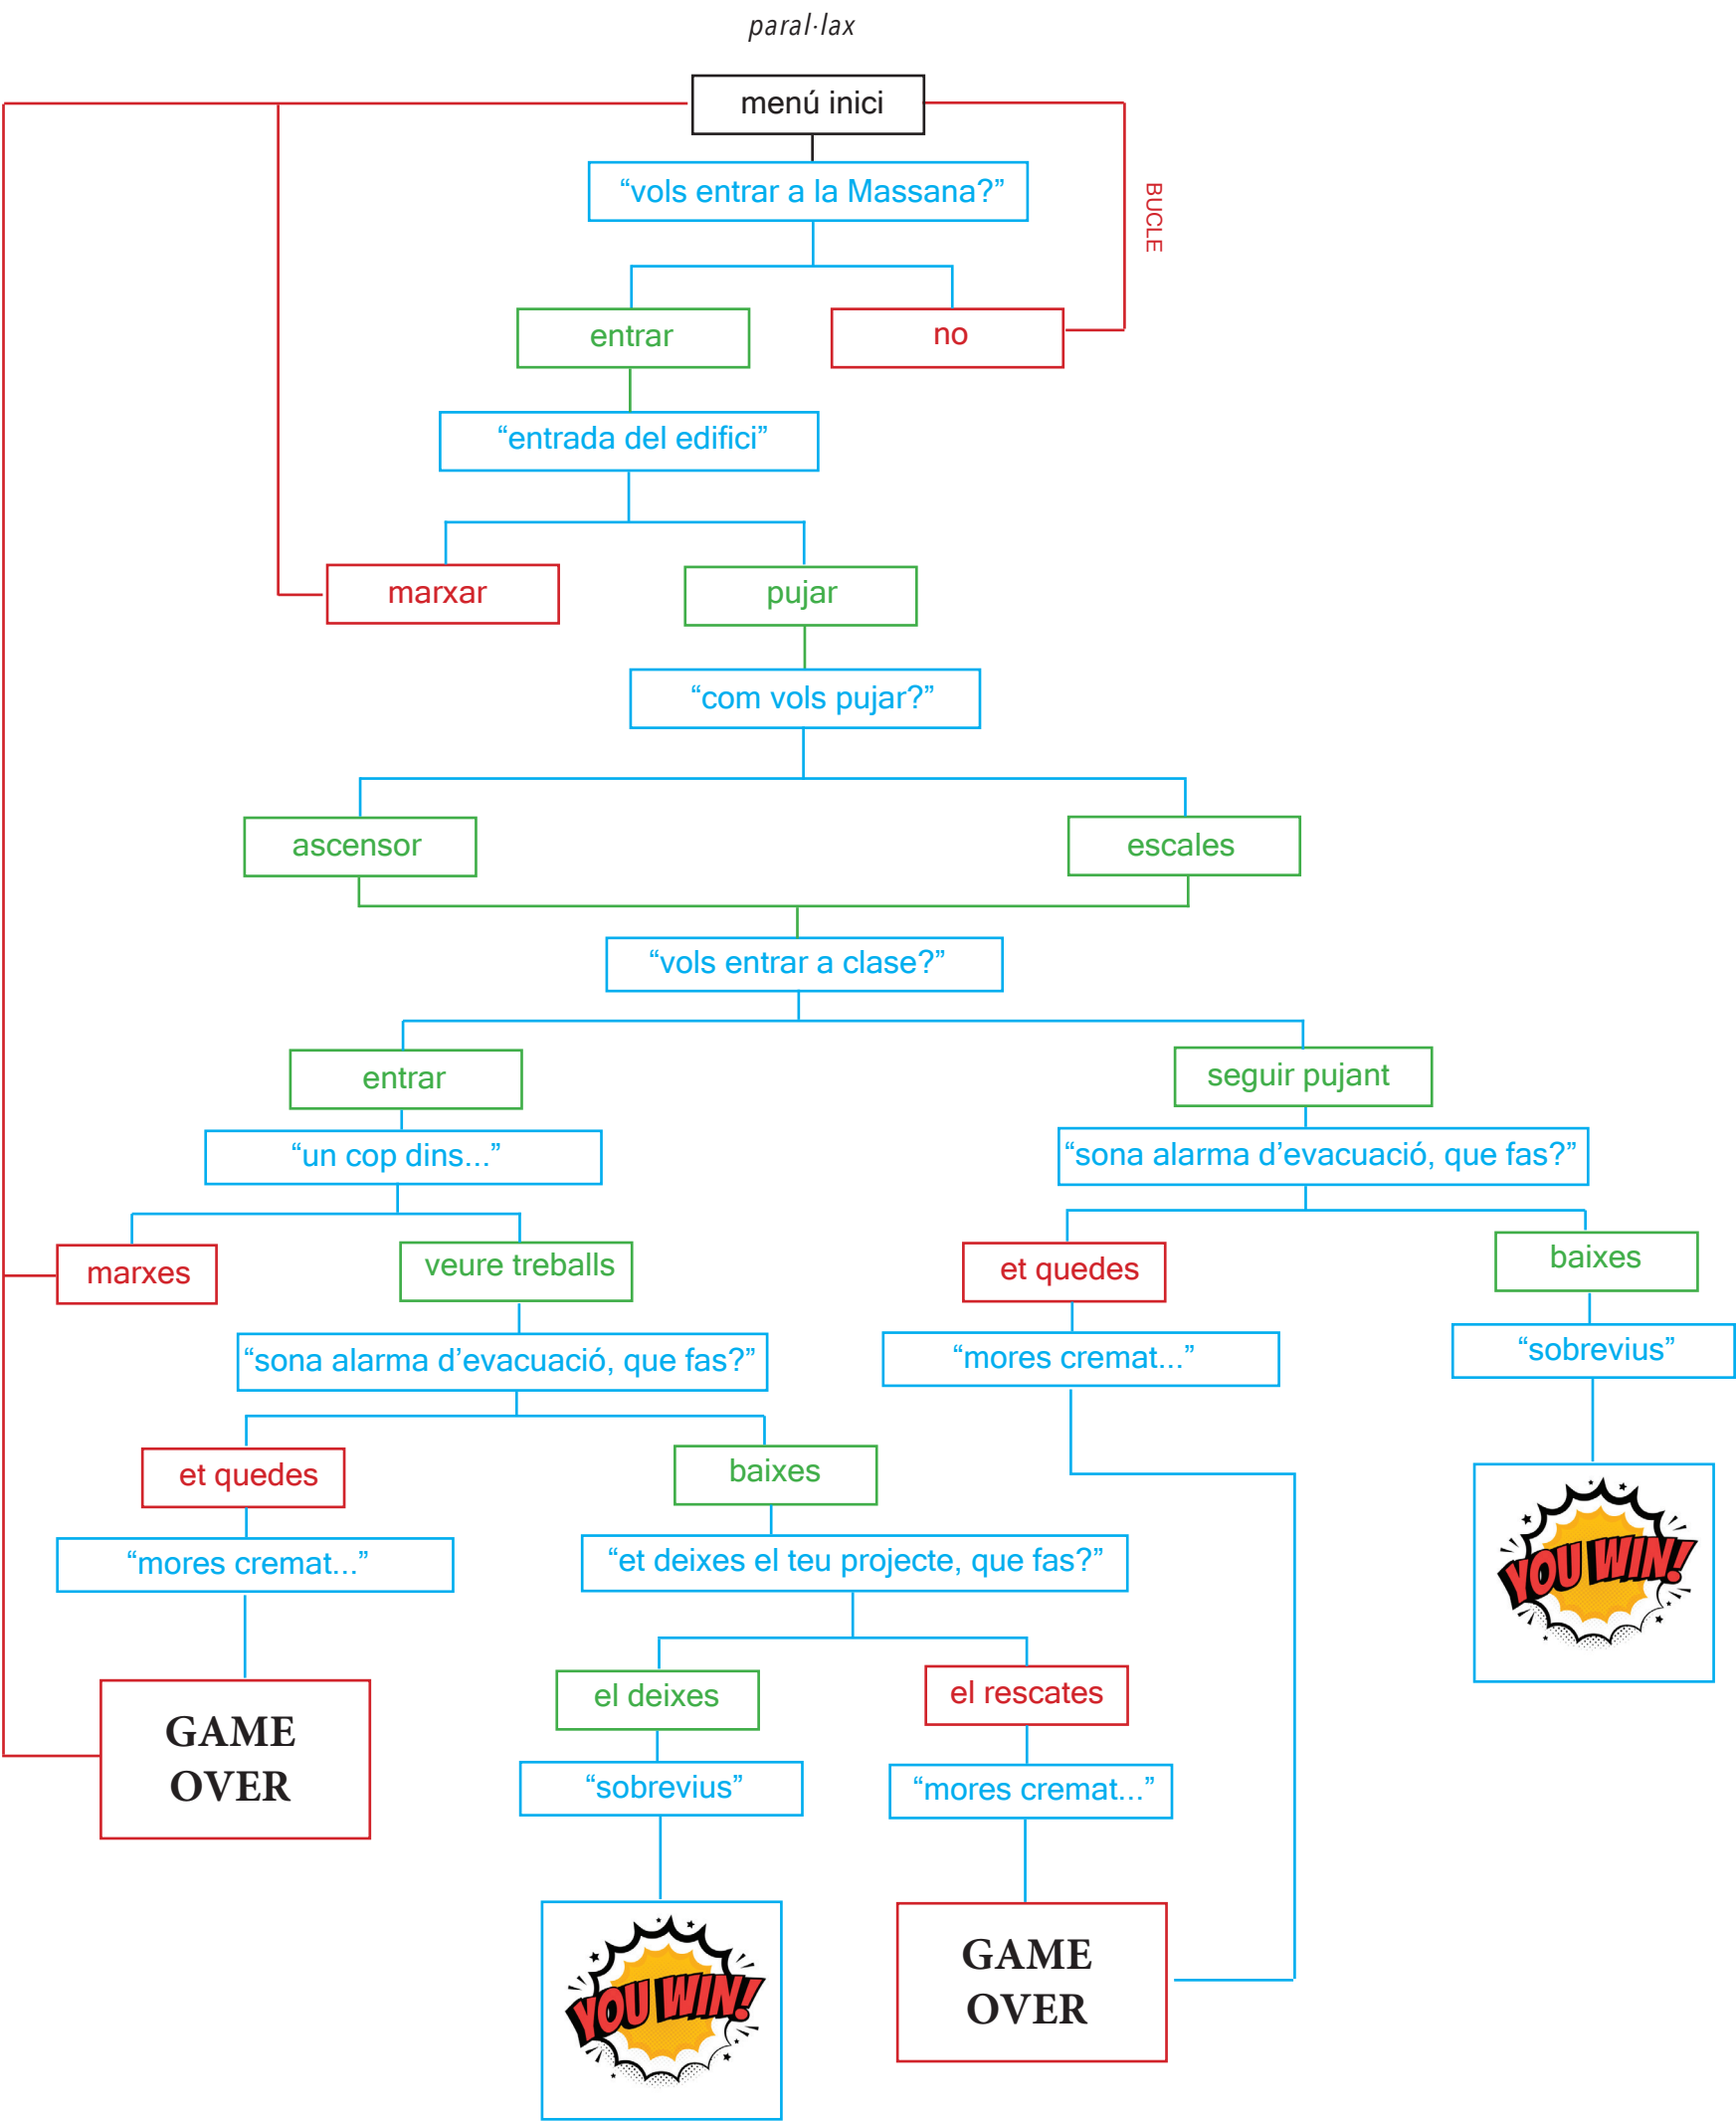 paral·lax
menú inici
“vols entrar a la Massana?”
BUCLE
entrar
no
“entrada del edifici”
marxar
pujar
“com vols pujar?”
ascensor
escales
“vols entrar a clase?”
entrar
seguir pujant
“un cop dins...”
“sona alarma d’evacuació, que fas?”
marxes
veure treballs
et quedes
baixes
“sona alarma d’evacuació, que fas?”
“mores cremat...”
“sobrevius”
et quedes
baixes
“mores cremat...”
“et deixes el teu projecte, que fas?”
YOU WIN!
el deixes
el rescates
GAME
OVER
“sobrevius”
“mores cremat...”
YOU WIN!
GAME
OVER